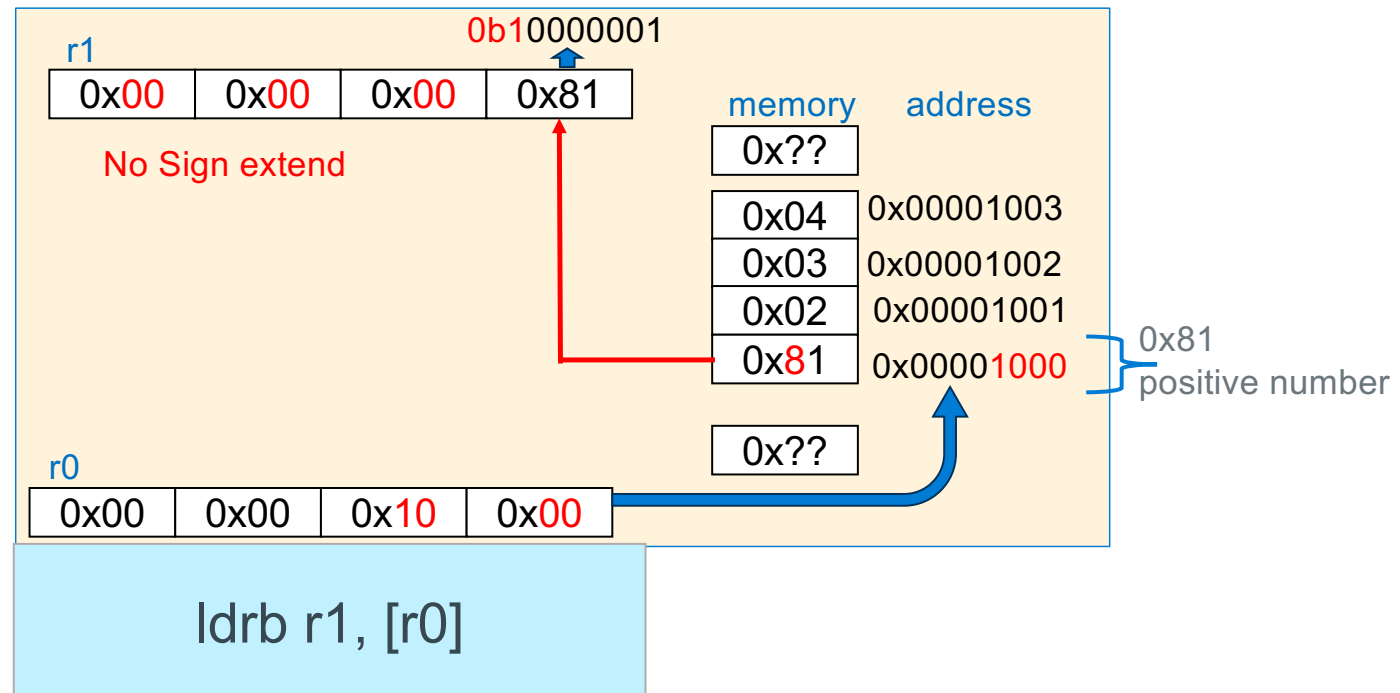 0b10000001
r1
0x00 0x00 0x00 0x81
No Sign extend
memory address
0x??
0x04 0x00001003
0x03 0x00001002
0x02 0x00001001
0x81 0x00001000
0x81
positive number
0x??
r0
0x00 0x00 0x10 0x00
ldrb r1, [r0]